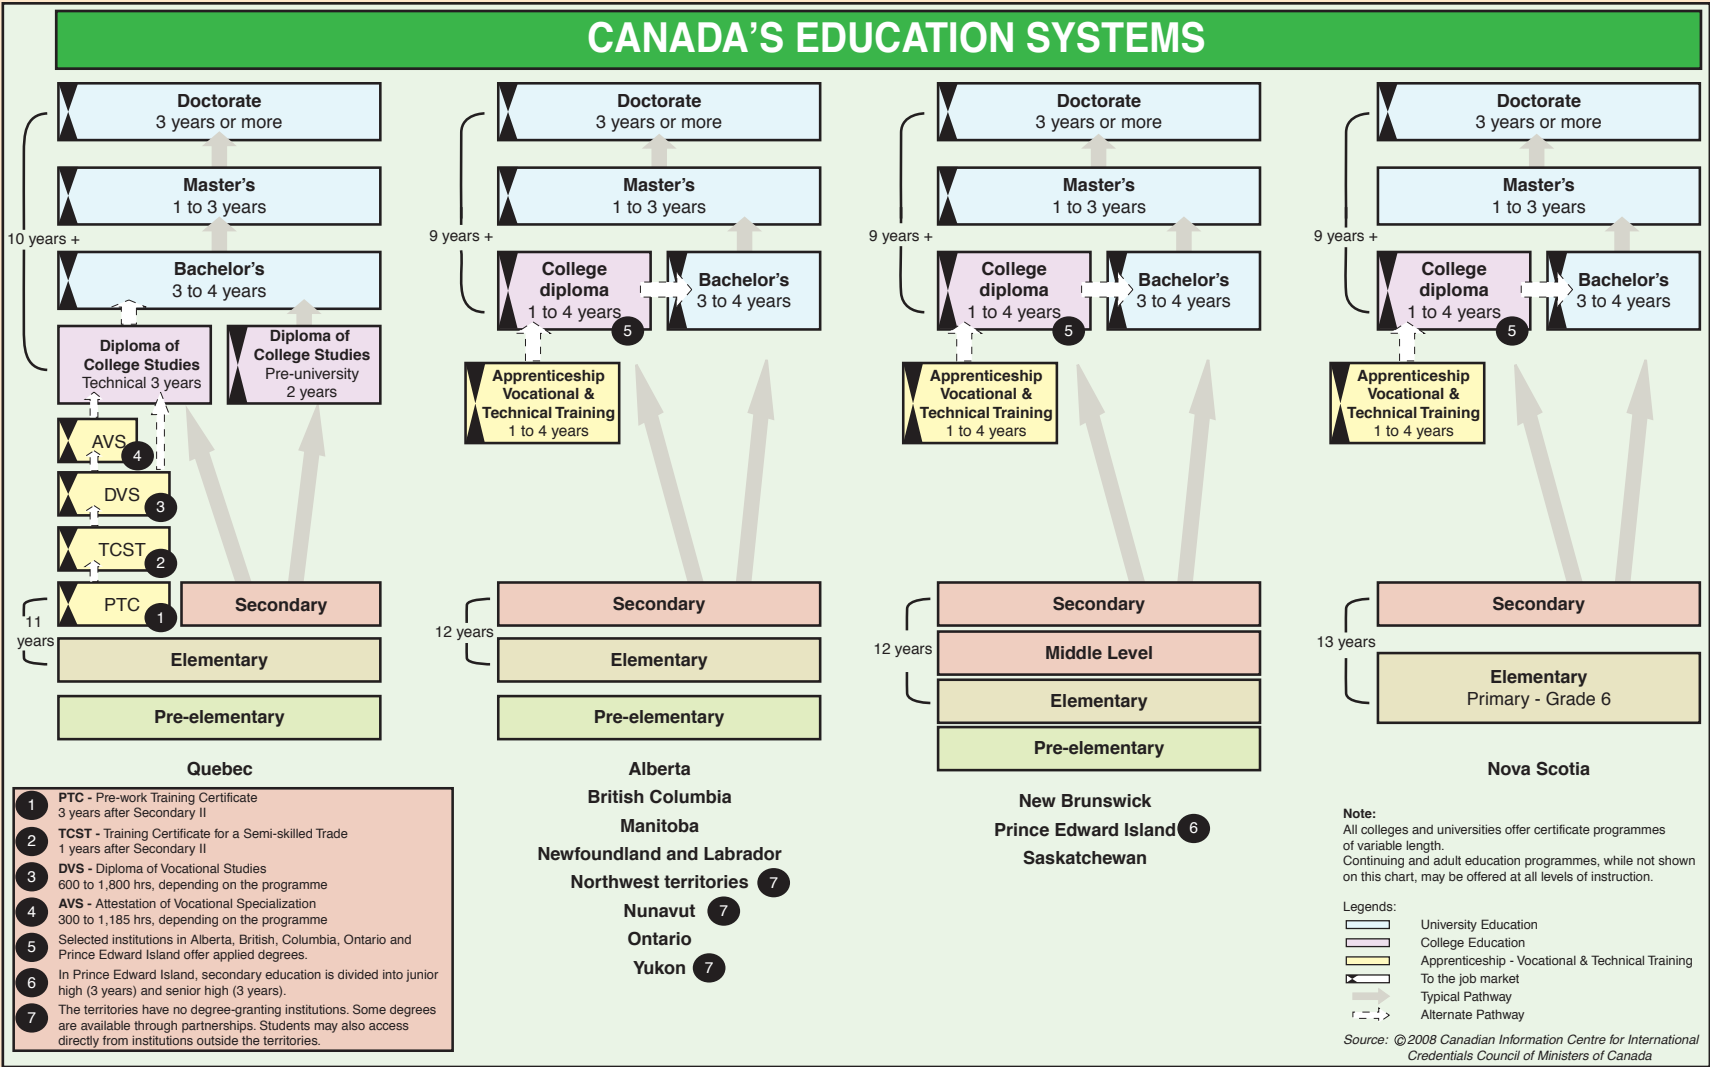 CANADA'S EDUCATION SYSTEMS
Doctorate
3 years or more
Master's
1 to 3 years
10 years +
Bachelor's
3 to 4 years
Diploma of
College Studies
Technical 3 years
Diploma of
College Studies
Pre-university
2 years
AVS
4
DVS
3
TCST
2
PTC
1
Secondary
11
years
Elementary
Pre-elementary
Quebec
Doctorate
3 years or more
Master's
1 to 3 years
9 years +
College
diploma
1 to 4 years
5
Bachelor's
3 to 4 years
Apprenticeship
Vocational &
Technical Training
1 to 4 years
Secondary
12 years
Elementary
Pre-elementary
Alberta
British Columbia
Manitoba
Newfoundland and Labrador
Northwest territories 7
Nunavut 7
Ontario
Yukon 7
Doctorate
3 years or more
Master's
1 to 3 years
9 years +
College
diploma
1 to 4 years
5
Bachelor's
3 to 4 years
Apprenticeship
Vocational &
Technical Training
1 to 4 years
Secondary
12 years
Middle Level
Elementary
Pre-elementary
New Brunswick
Prince Edward Island 6
Saskatchewan
Doctorate
3 years or more
Master's
1 to 3 years
9 years +
College
diploma
1 to 4 years
5
Bachelor's
3 to 4 years
Apprenticeship
Vocational &
Technical Training
1 to 4 years
Secondary
13 years
Elementary
Primary - Grade 6
Nova Scotia
1 PTC - Pre-work Training Certificate
3 years after Secondary II
2 TCST - Training Certificate for a Semi-skilled Trade
1 years after Secondary II
3 DVS - Diploma of Vocational Studies
600 to 1,800 hrs, depending on the programme
4 AVS - Attestation of Vocational Specialization
300 to 1,185 hrs, depending on the programme
5 Selected institutions in Alberta, British, Columbia, Ontario and
Prince Edward Island offer applied degrees.
6 In Prince Edward Island, secondary education is divided into junior
high (3 years) and senior high (3 years).
7 The territories have no degree-granting institutions. Some degrees
are available through partnerships. Students may also access
directly from institutions outside the territories.
Note:
All colleges and universities offer certificate programmes
of variable length.
Continuing and adult education programmes, while not shown
on this chart, may be offered at all levels of instruction.
Legends:
University Education
College Education
Apprenticeship - Vocational & Technical Training
To the job market
Typical Pathway
Alternate Pathway
Source: ©2008 Canadian Information Centre for International
Credentials Council of Ministers of Canada